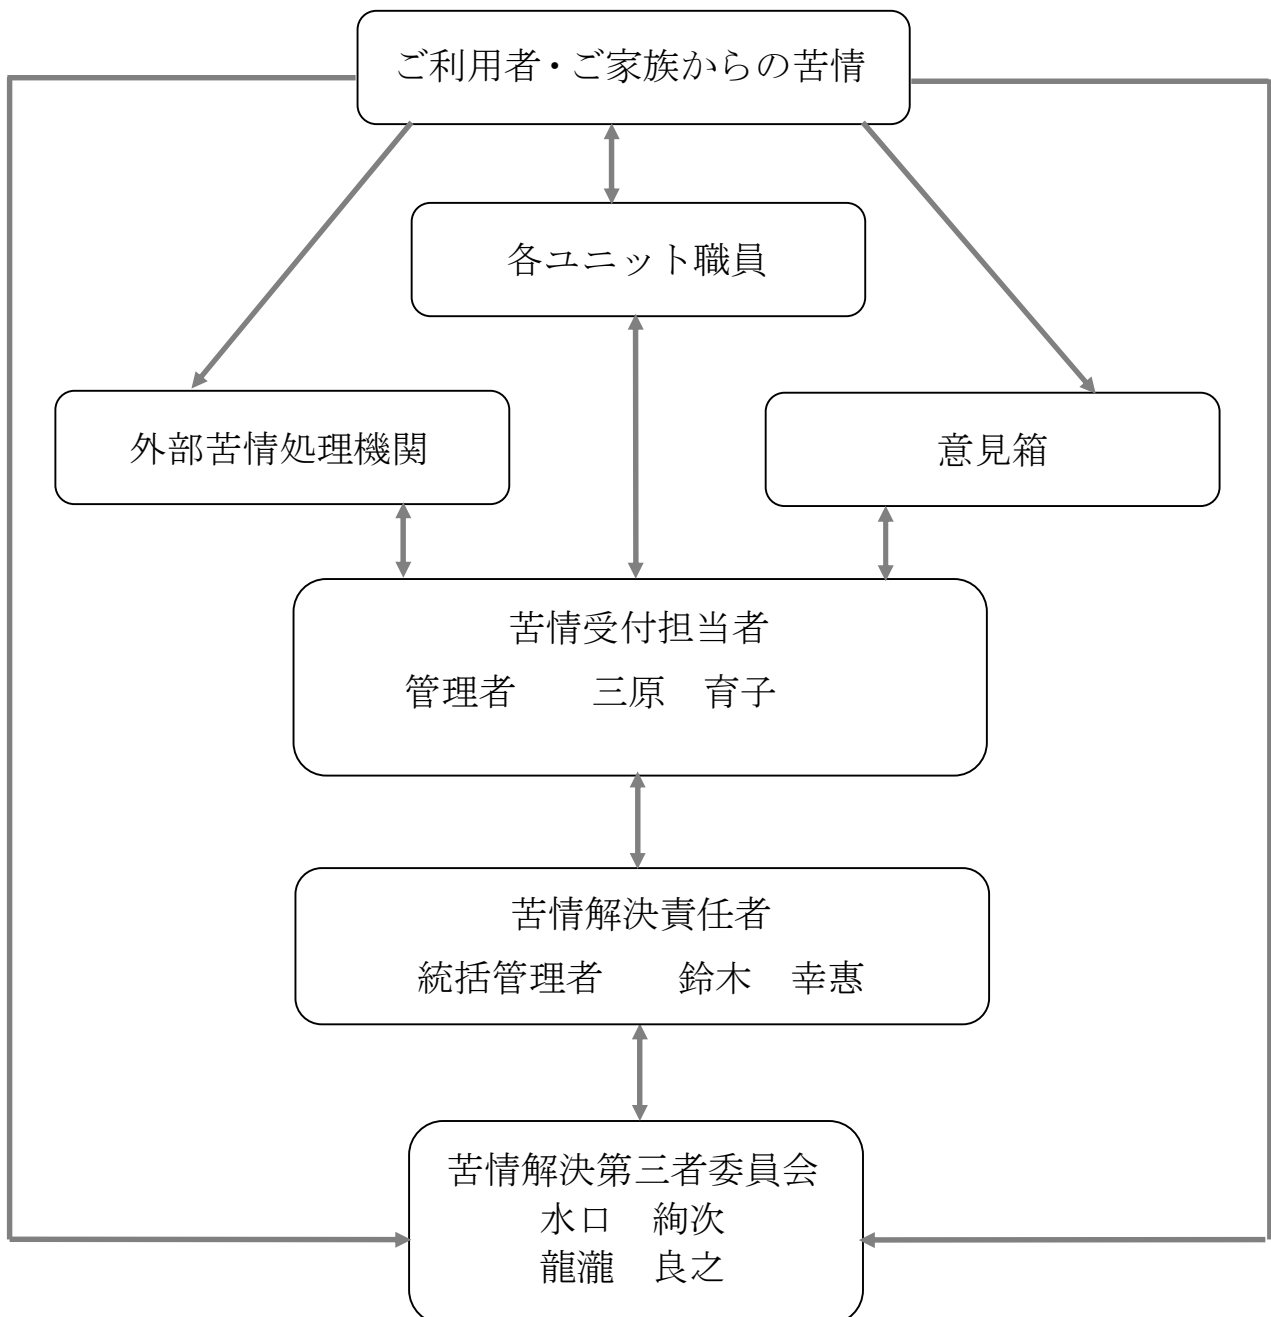 ご利用者・ご家族からの苦情
各ユニット職員
外部苦情処理機関
意見箱
苦情受付担当者
管理者　　三原　育子
苦情解決責任者
統括管理者　　鈴木　幸惠
苦情解決第三者委員会
水口　絢次
龍瀧　良之